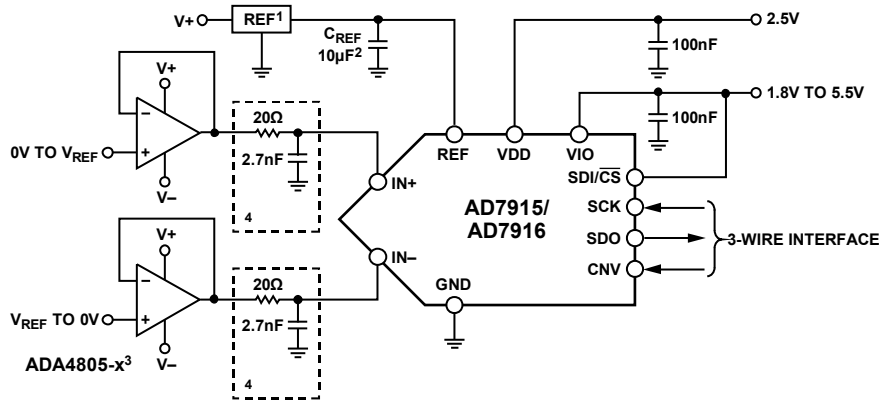 V+
REF1
CREF
10µF2
2.5V
100nF
1.8V TO 5.5V
100nF
V+
20Ω
2.7nF
0V TO VREF
–
+
V–
4
REF
VDD
VIO
SDI/CS
SCK
SDO
CNV
3-WIRE INTERFACE
IN+
AD7915/
AD7916
IN–
GND
V+
20Ω
2.7nF
–
+
VREF TO 0V
V–
ADA4805-x3
4